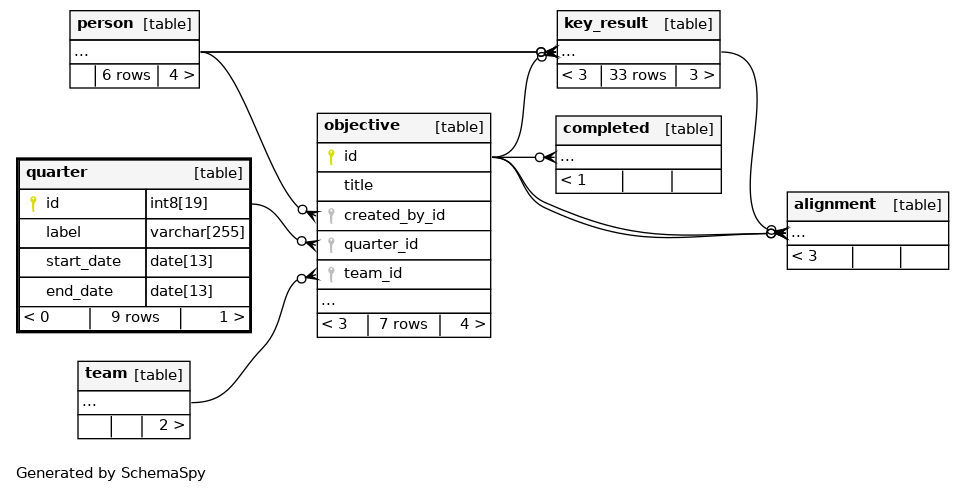 person [table]
...
6 rows 4 >
key_result [table]
...
< 3 33 rows 3 >
objective [table]
id
title
created_by_id
quarter_id
team_id
...
< 3 7 rows 4 >
completed [table]
...
< 1
quarter [table]
id int8[19]
label varchar[255]
start_date date[13]
end_date date[13]
< 0 9 rows 1 >
alignment [table]
...
< 3
team [table]
...
2 >
Generated by SchemaSpy